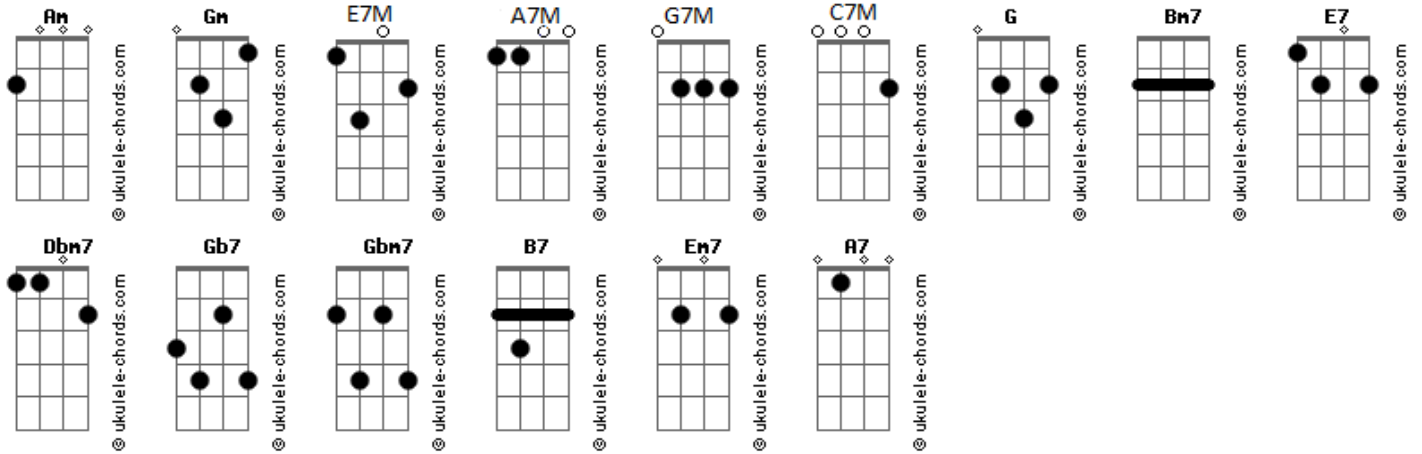 Am Gm E7M A7M G7M C7M G Bm7 E7
© ukulele-chords.com © ukulele-chords.com © ukulele-chords.com © ukulele-chords.com © ukulele-chords.com © ukulele-chords.com © ukulele-chords.com © ukulele-chords.com © ukulele-chords.com
Dbm7 Gb7 Gbm7 B7 Em7 A7
© ukulele-chords.com © ukulele-chords.com © ukulele-chords.com © ukulele-chords.com © ukulele-chords.com © ukulele-chords.com